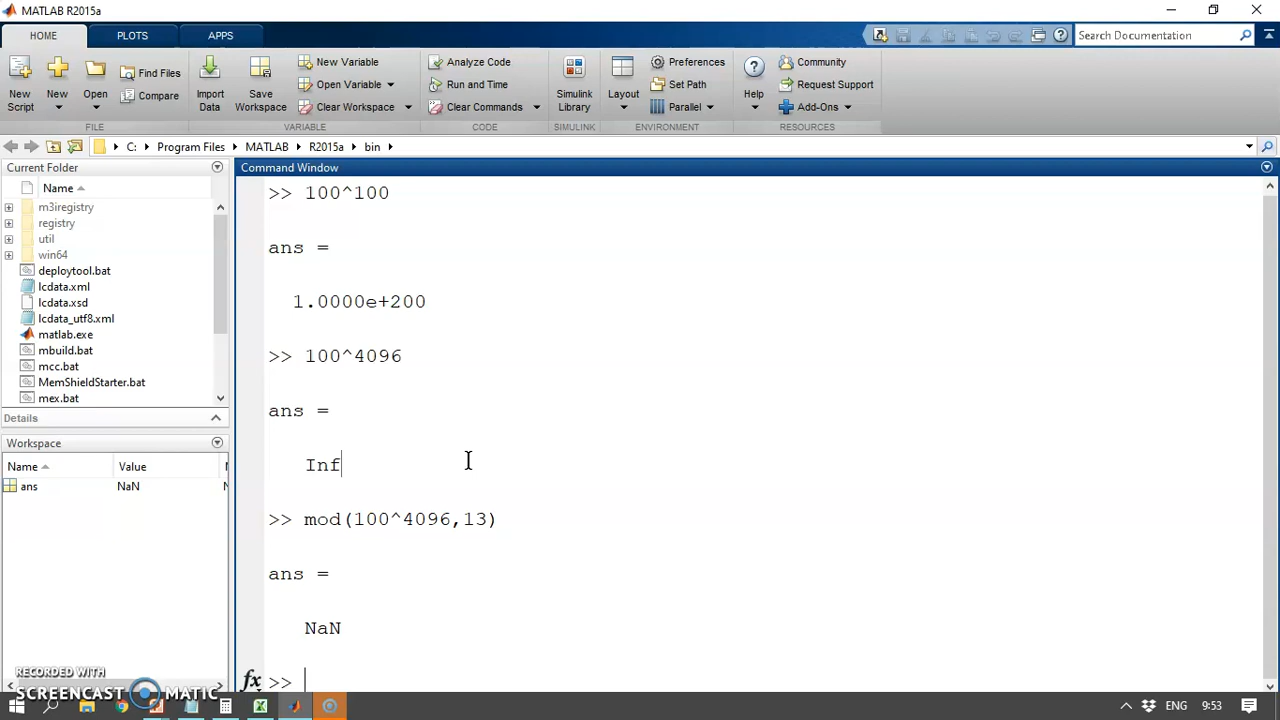 MATLAB R2015a
HOME PLOTS APPS
Search Documentation
New Script
New
Open
Find Files
Compare
Import Data
Save Workspace
New Variable
Open Variable
Clear Workspace
Analyze Code
Run and Time
Clear Commands
Simulink Library
Layout
Preferences
Set Path
Parallel
Help
Community
Request Support
Add-Ons
FILE VARIABLE CODE SIMULINK ENVIRONMENT RESOURCES
C: Program Files MATLAB R2015a bin
Current Folder
Name
m3iregistry
registry
util
win64
deploytool.bat
lcdata.xml
lcdata.xsd
lcdata_utf8.xml
matlab.exe
mbuild.bat
mcc.bat
MemShieldStarter.bat
mex.bat
Details
Workspace
Name Value
ans NaN
Command Window
>> 100^100
ans =
1.0000e+200
>> 100^4096
ans =
Inf
>> mod(100^4096,13)
ans =
NaN
fx >>
RECORDED WITH
SCREENCAST MATIC
ENG 9:53